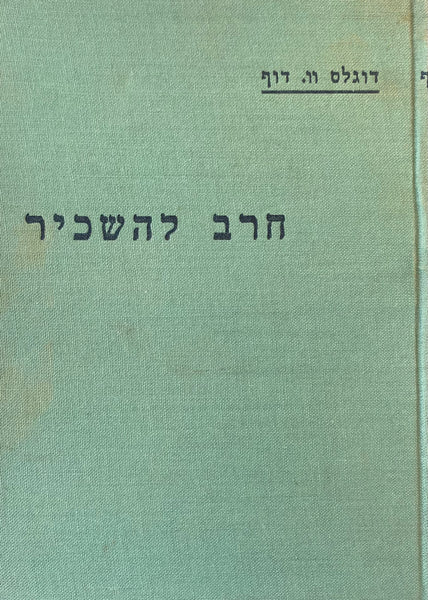 דוגלס וו. דוף
חרב להשכיר
ף